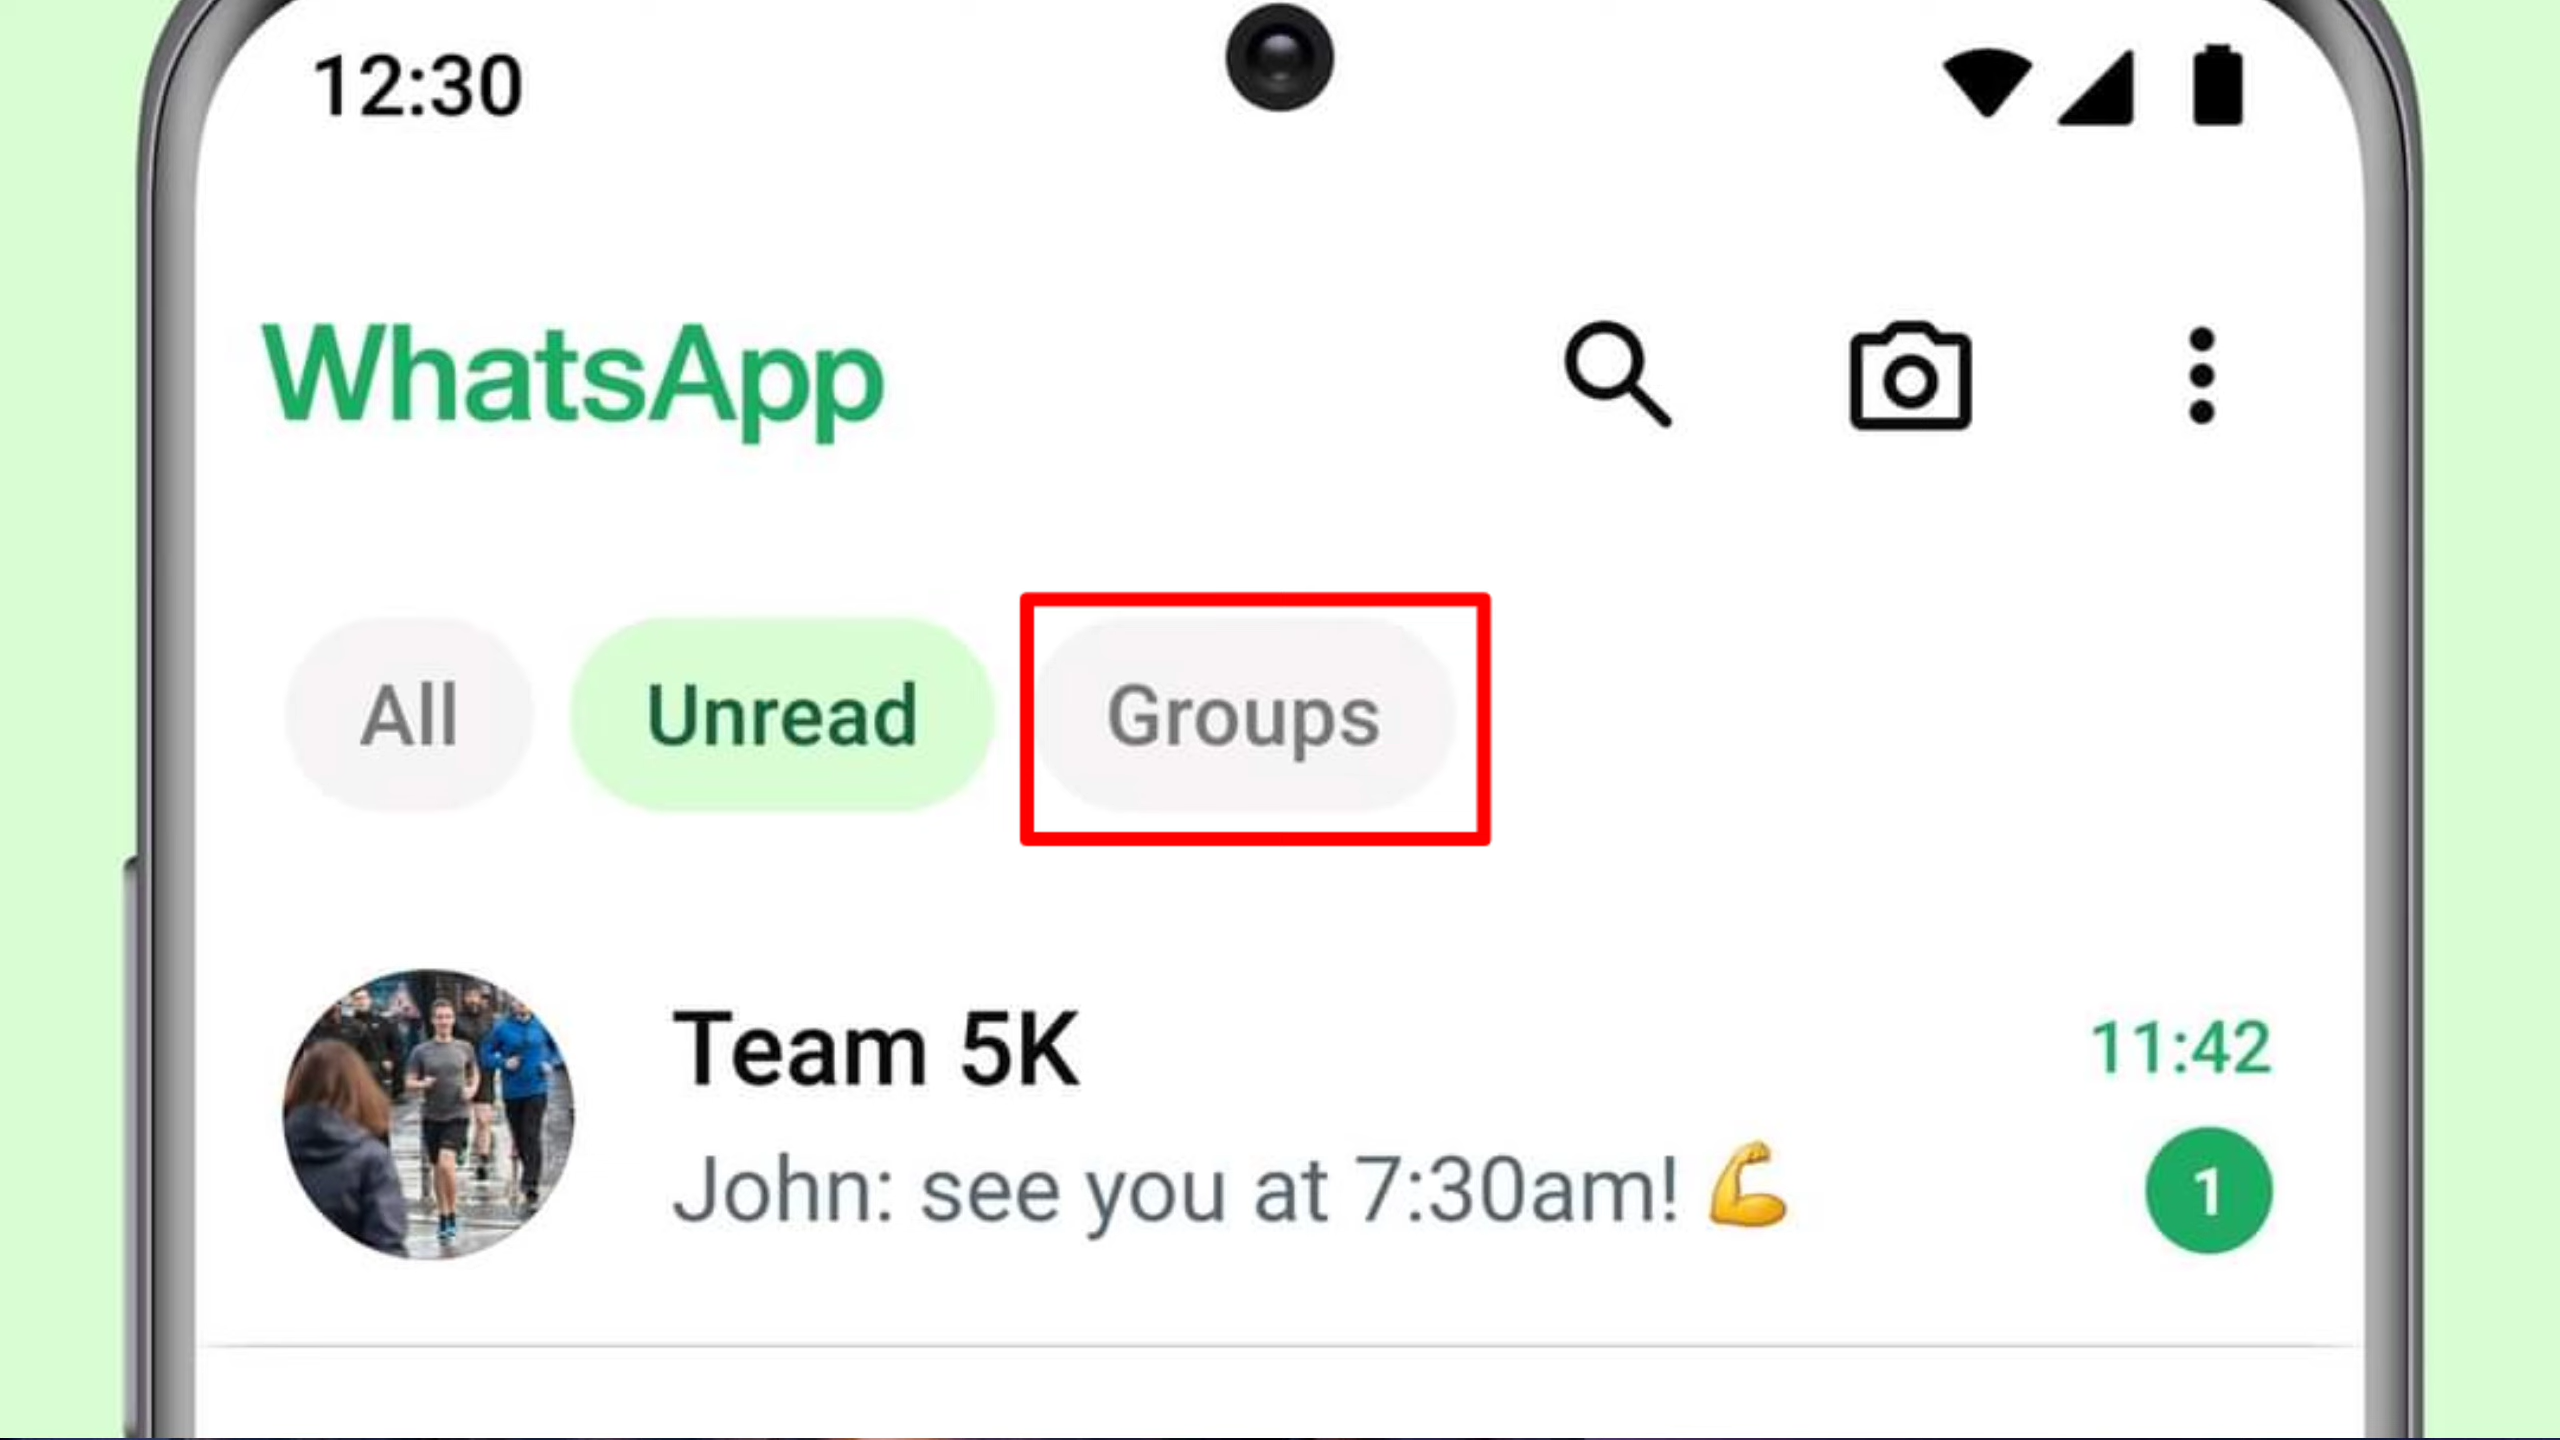 12:30
WhatsApp
All Unread Groups
Team 5K 11:42
John: see you at 7:30am! 💪 1